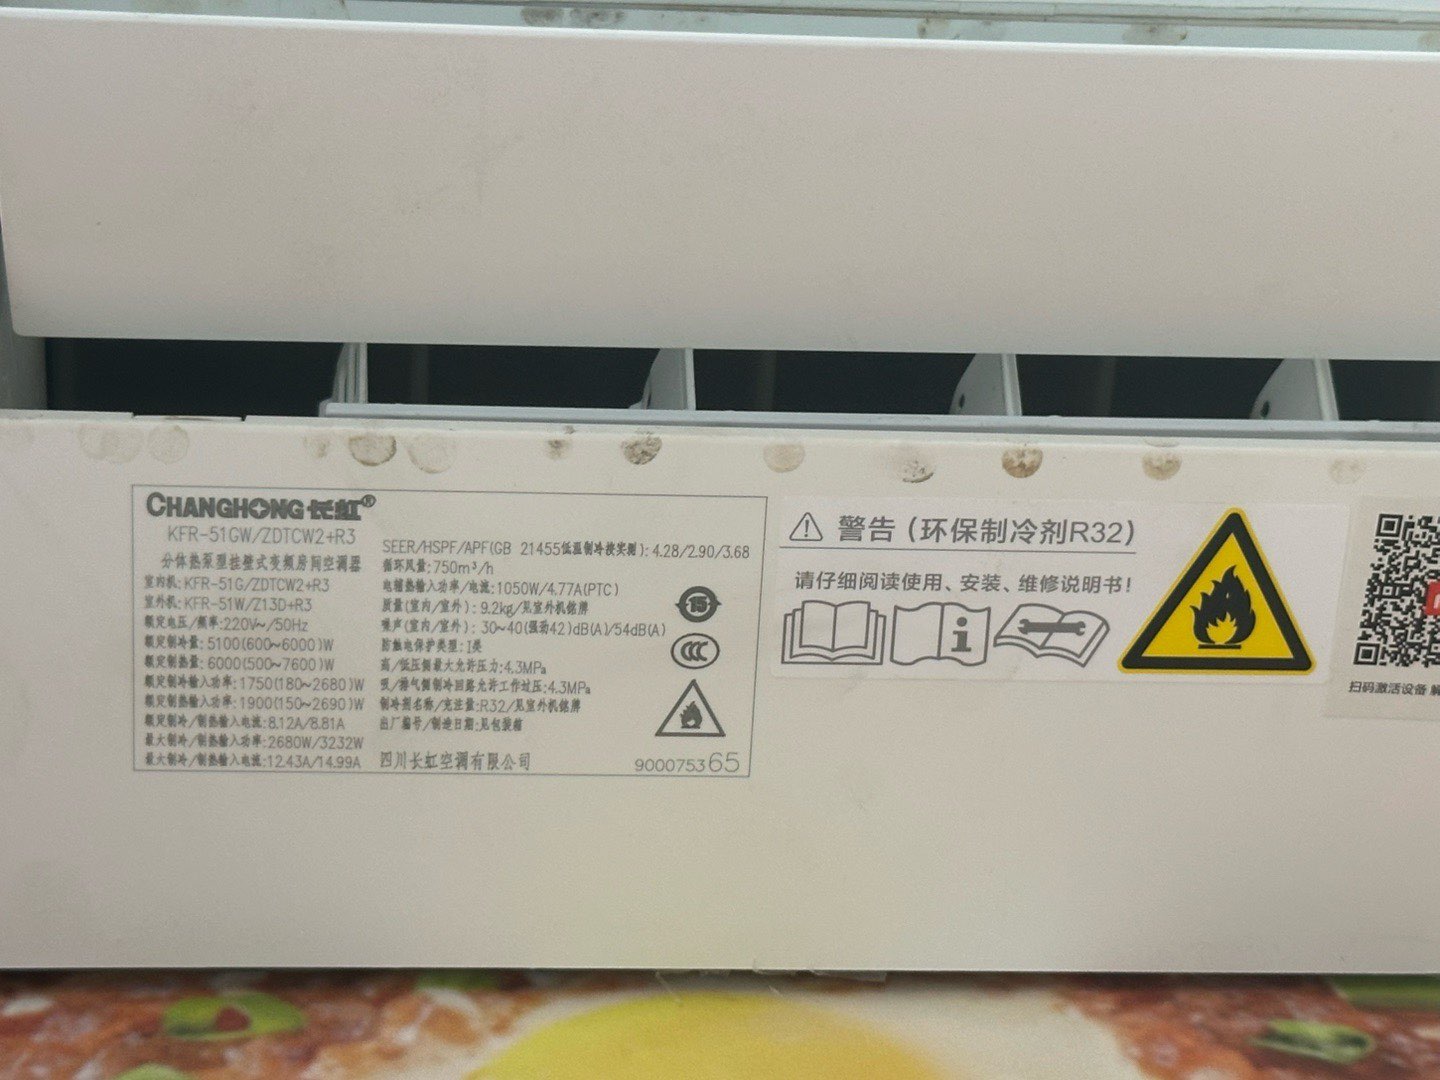 CHANGHONG 长虹®
KFR-51GW/ZDTCW2+R3
分体热泵型挂壁式变频房间空调器
室内机:KFR-51G/ZDTCW2+R3
室外机:KFR-51W/Z13D+R3
额定电压/频率:220V~/50Hz
额定制冷量:5100(600~6000)W
额定制热量:6000(500~7600)W
额定制冷输入功率:1750(180~2680)W
额定制热输入功率:1900(150~2690)W
额定制冷/制热输入电流:8.12A/8.81A
最大制冷/制热输入功率:2680W/3232W
最大制冷/制热输入电流:12.43A/14.99A
SEER/HSPF/APF(GB 21455低温制冷按实测):4.28/2.90/3.68
循环风量:750m³/h
电辅热输入功率/电流:1050W/4.77A(PTC)
质量(室内/室外):9.2kg/见室外机铭牌
噪声(室内/室外):30~40(强劲42)dB(A)/54dB(A)
防触电保护类型:I类
高/低压侧最大允许压力:4.3MPa
吸/排气侧制冷回路允许工作过压:4.3MPa
制冷剂名称/充注量:R32/见室外机铭牌
出厂编号/制造日期:见包装箱
四川长虹空调有限公司
900075365
15
CCC
警告（环保制冷剂R32）
请仔细阅读使用、安装、维修说明书！
扫码激活设备